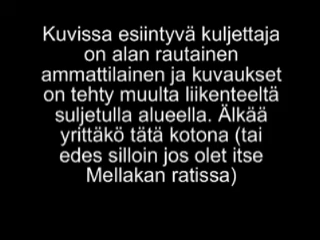 Kuvissa esiintyvä kuljettaja
on alan rautainen
ammattilainen ja kuvaukset
on tehty muulta liikenteeltä
suljetulla alueella. Älkää
yrittäkö tätä kotona (tai
edes silloin jos olet itse
Mellakan ratissa)